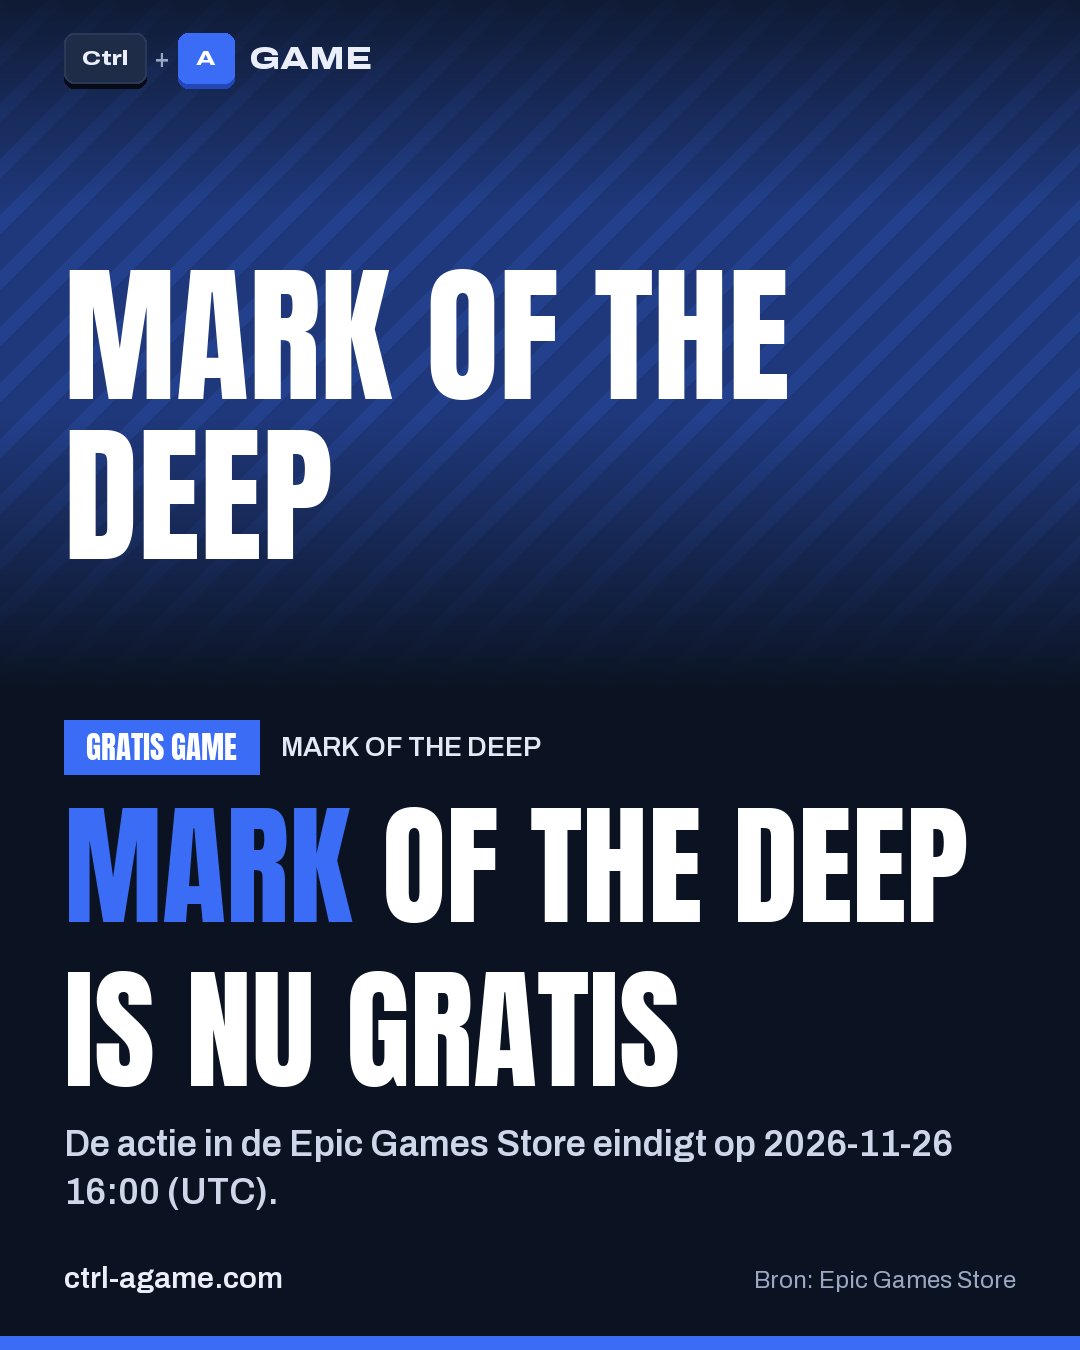 Ctrl + A GAME
MARK OF THE
DEEP
GRATIS GAME MARK OF THE DEEP
MARK OF THE DEEP
IS NU GRATIS
De actie in de Epic Games Store eindigt op 2026-11-26
16:00 (UTC).
ctrl-agame.com Bron: Epic Games Store